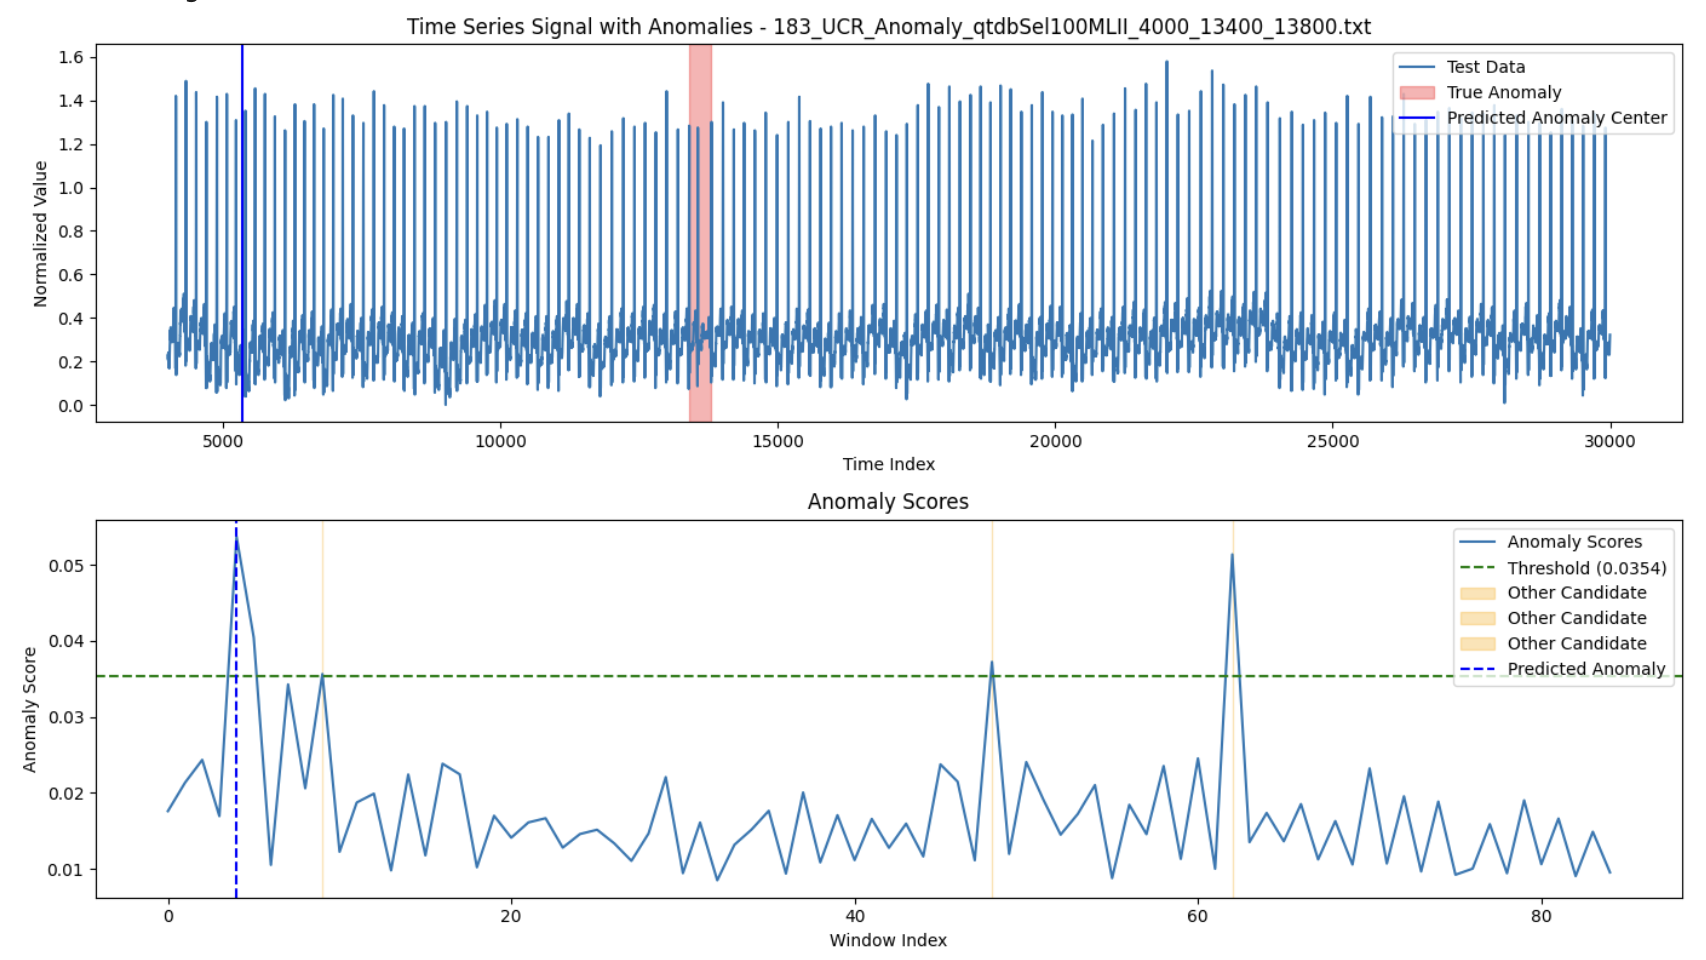 Time Series Signal with Anomalies - 183_UCR_Anomaly_qtdbSel100MLII_4000_13400_13800.txt
1.6
1.4
1.2
1.0
0.8
0.6
0.4
0.2
0.0
Normalized Value
Test Data
True Anomaly
Predicted Anomaly Center
5000
10000
15000
20000
25000
30000
Time Index
Anomaly Scores
0.05
0.04
0.03
0.02
0.01
Anomaly Score
Anomaly Scores
Threshold (0.0354)
Other Candidate
Other Candidate
Other Candidate
Predicted Anomaly
0
20
40
60
80
Window Index